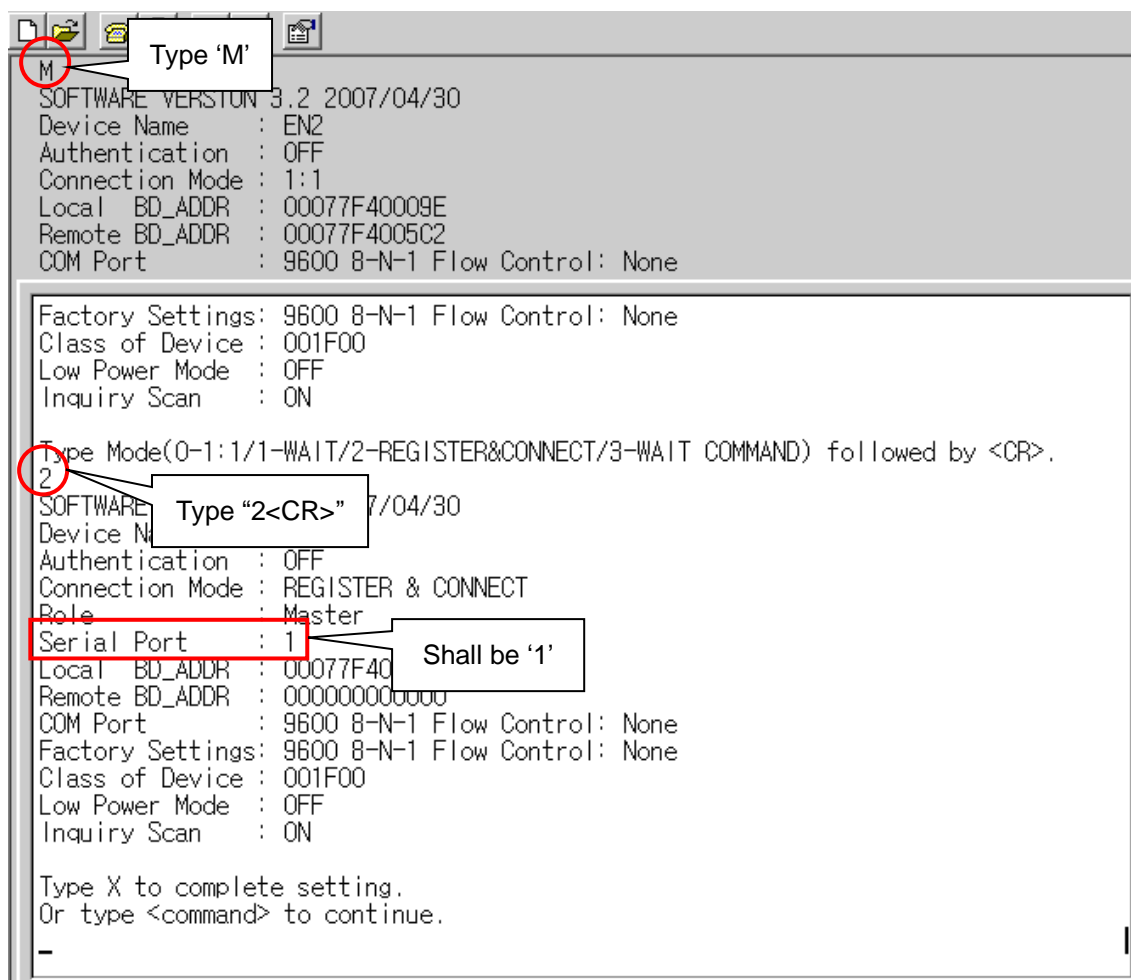 M
Type ‘M’
SOFTWARE VERSION 3.2 2007/04/30
Device Name : EN2
Authentication : OFF
Connection Mode : 1:1
Local BD_ADDR : 00077F40009E
Remote BD_ADDR : 00077F4005C2
COM Port : 9600 8-N-1 Flow Control: None
Factory Settings: 9600 8-N-1 Flow Control: None
Class of Device : 001F00
Low Power Mode : OFF
Inquiry Scan : ON
Type Mode(0-1:1/1-WAIT/2-REGISTER&CONNECT/3-WAIT COMMAND) followed by <CR>.
2
Type “2<CR>”
SOFTWARE 7/04/30
Device
Authentication : OFF
Connection Mode : REGISTER & CONNECT
Role : Master
Serial Port : 1
Shall be ‘1’
Local BD_ADDR : 00077F40
Remote BD_ADDR : 000000000000
COM Port : 9600 8-N-1 Flow Control: None
Factory Settings: 9600 8-N-1 Flow Control: None
Class of Device : 001F00
Low Power Mode : OFF
Inquiry Scan : ON
Type X to complete setting.
Or type <command> to continue.